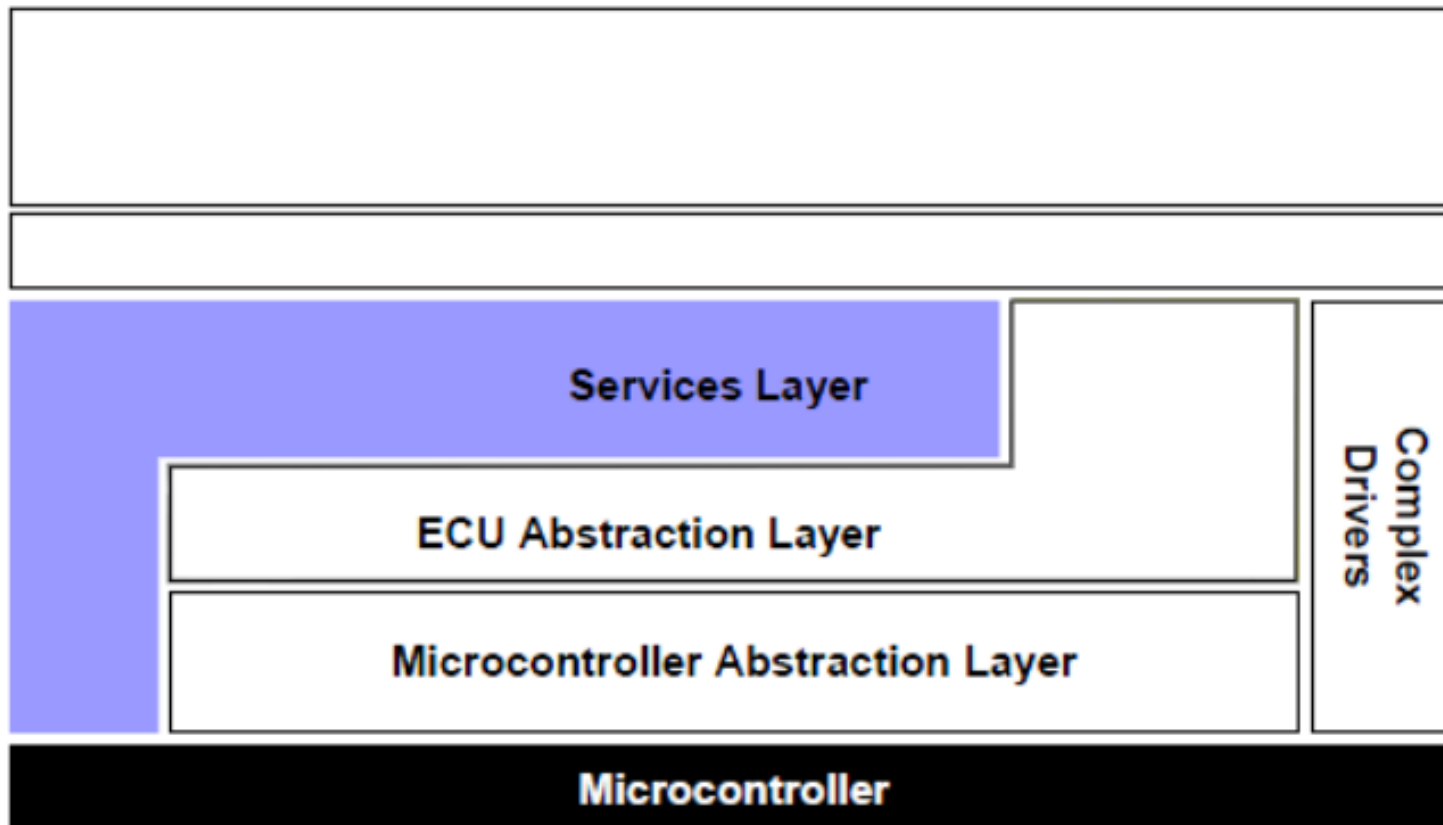 Services Layer
ECU Abstraction Layer
Microcontroller Abstraction Layer
Complex
Drivers
Microcontroller